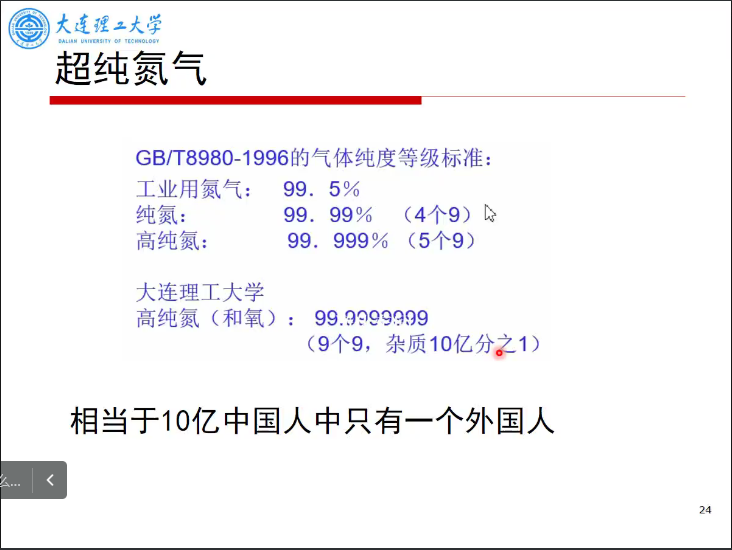 大连理工大学
DALIAN UNIVERSITY OF TECHNOLOGY
超纯氮气
GB/T8980-1996的气体纯度等级标准：
工业用氮气： 99．5％
纯氮： 99．99％ （4个9）
高纯氮： 99．999％（5个9）
大连理工大学
高纯氮（和氧）： 99.9999999
（9个9，杂质10亿分之1）
相当于10亿中国人中只有一个外国人
么...
24